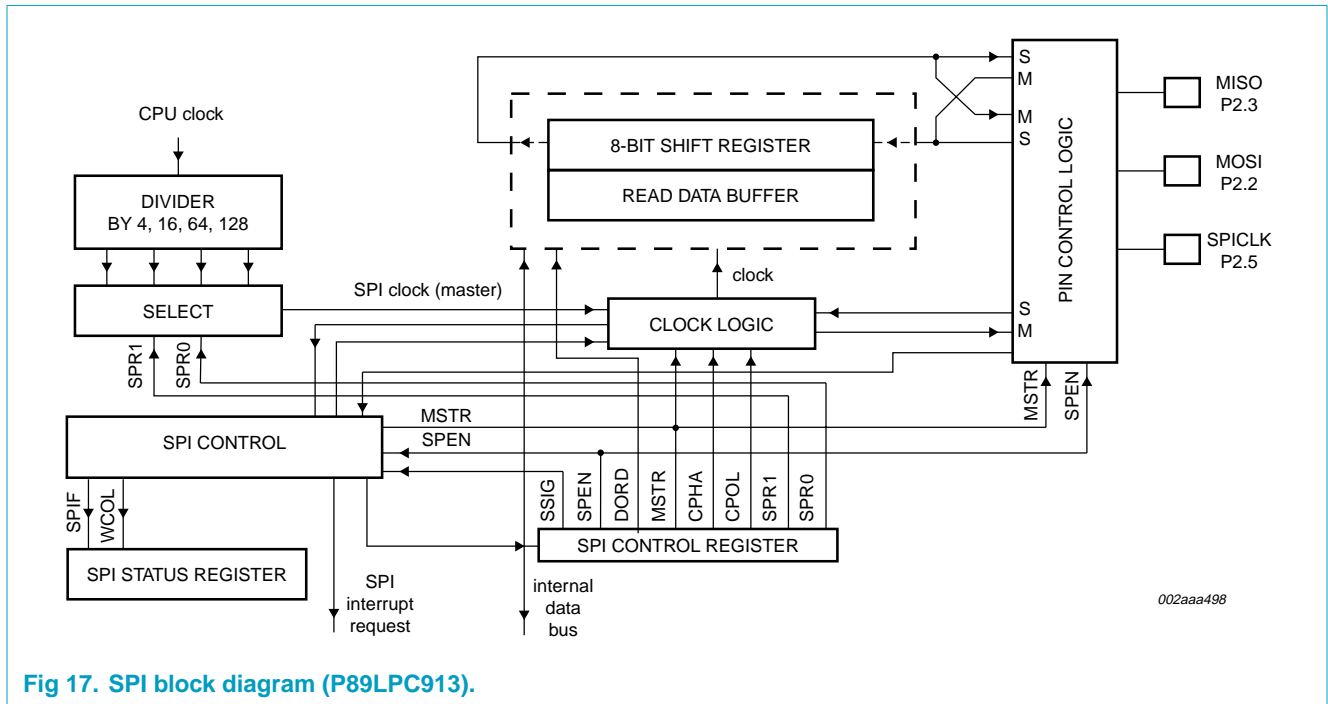 CPU clock
DIVIDER
BY 4, 16, 64, 128
SELECT
SPR1
SPR0
8-BIT SHIFT REGISTER
READ DATA BUFFER
clock
SPI clock (master)
CLOCK LOGIC
S
M
M
S
S
M
PIN CONTROL LOGIC
MISO
P2.3
MOSI
P2.2
SPICLK
P2.5
MSTR
SPEN
SPI CONTROL
MSTR
SPEN
SPIF
WCOL
SSIG
SPEN
DORD
MSTR
CPHA
CPOL
SPR1
SPR0
SPI CONTROL REGISTER
SPI STATUS REGISTER
SPI
interrupt
request
internal
data
bus
002aaa498
Fig 17. SPI block diagram (P89LPC913).